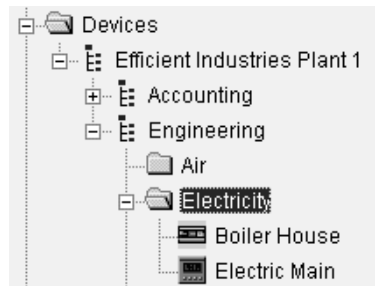 Devices
Efficient Industries Plant 1
Accounting
Engineering
Air
Electricity
Boiler House
Electric Main